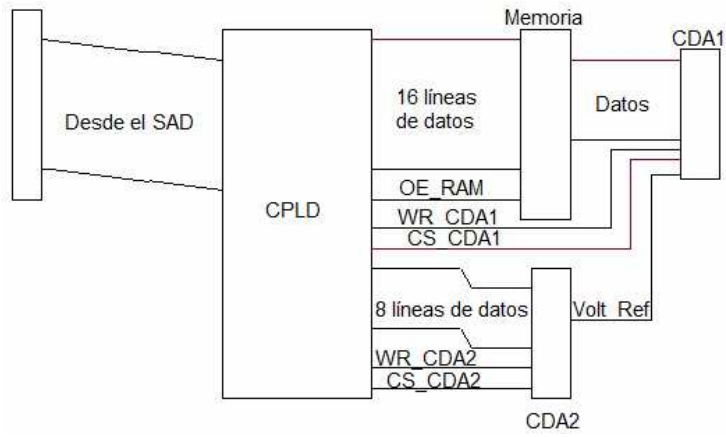 Memoria
CDA1
Desde el SAD
16 líneas
de datos
Datos
OE_RAM
CPLD
WR_CDA1
CS_CDA1
8 líneas de datos
Volt_Ref
WR_CDA2
CS_CDA2
CDA2